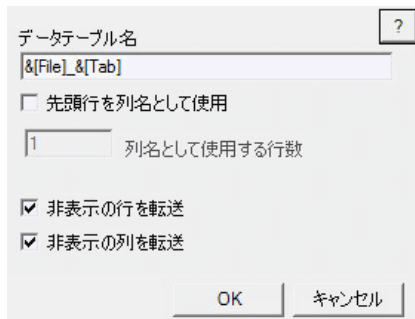 ?
データテーブル名
&[File]_&[Tab]
先頭行を列名として使用
1 列名として使用する行数
非表示の行を転送
非表示の列を転送
OK キャンセル